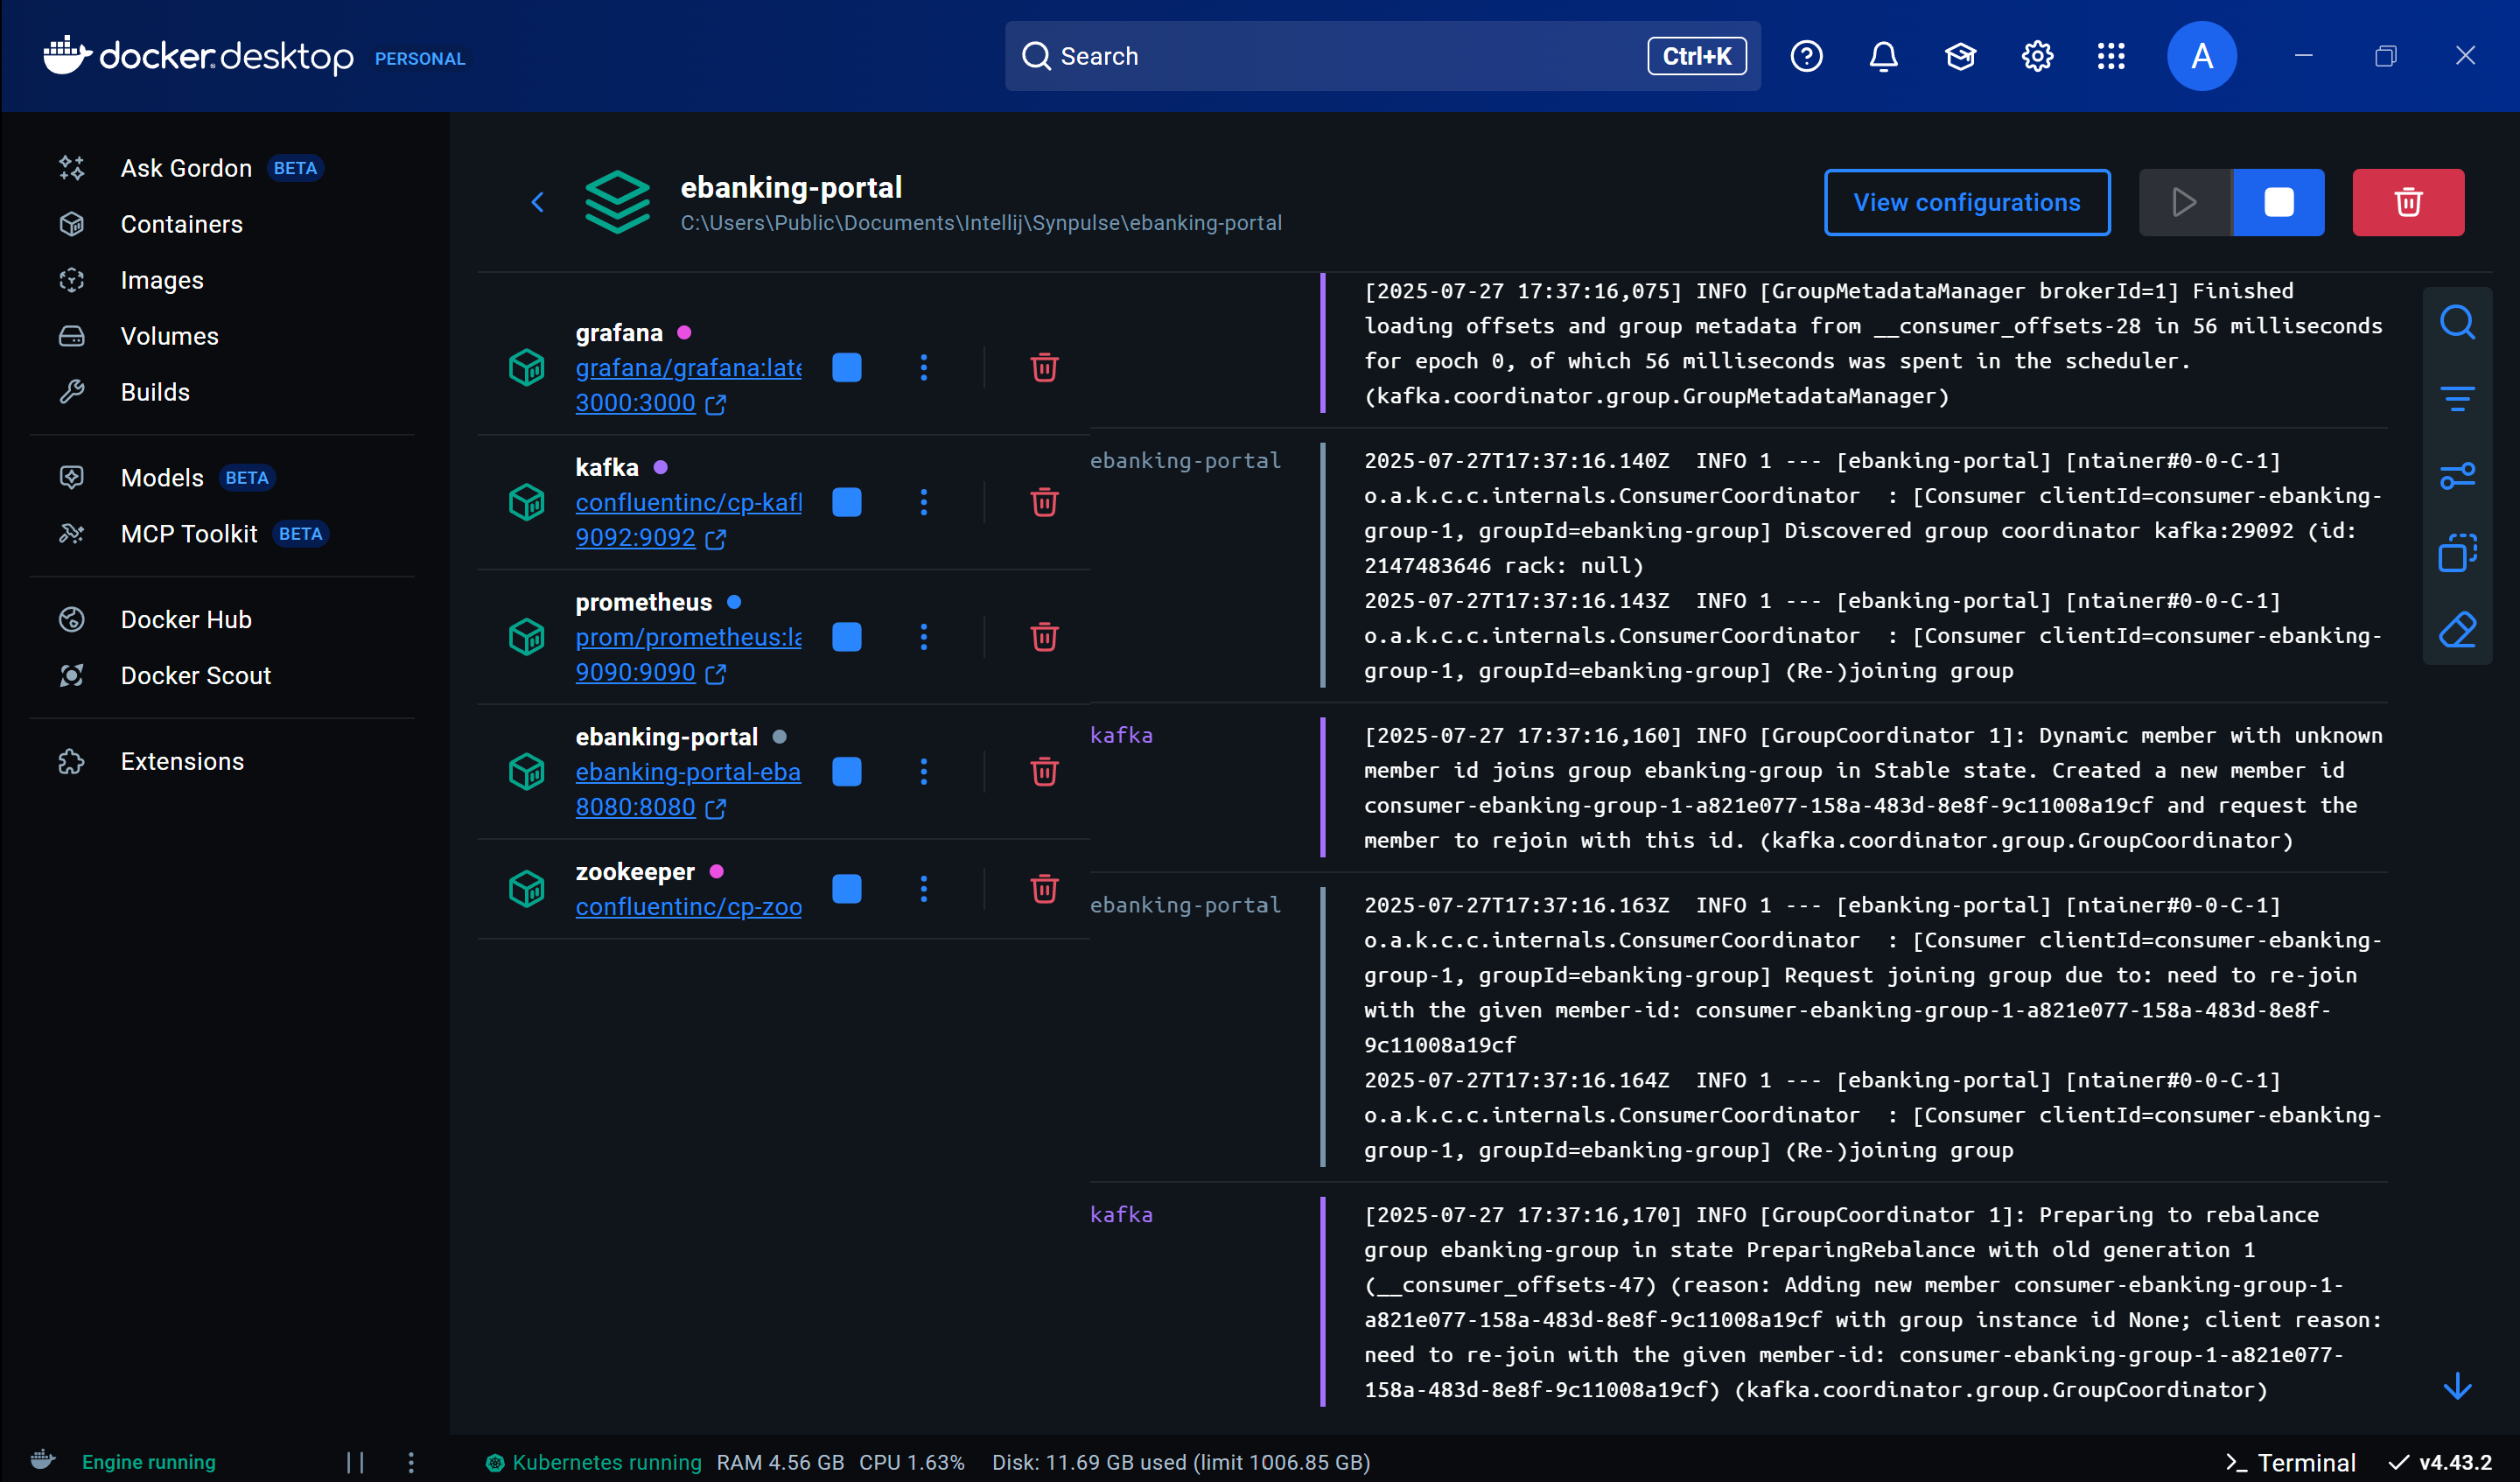 docker.desktop PERSONAL
Search
Ctrl+K
A
Ask Gordon BETA
Containers
Images
Volumes
Builds
Models BETA
MCP Toolkit BETA
Docker Hub
Docker Scout
Extensions
ebanking-portal
C:\Users\Public\Documents\Intellij\Synpulse\ebanking-portal
View configurations
grafana
grafana/grafana:late
3000:3000
kafka
confluentinc/cp-kafl
9092:9092
prometheus
prom/prometheus:la
9090:9090
ebanking-portal
ebanking-portal-eba
8080:8080
zookeeper
confluentinc/cp-zoo
[2025-07-27 17:37:16,075] INFO [GroupMetadataManager brokerId=1] Finished
loading offsets and group metadata from __consumer_offsets-28 in 56 milliseconds
for epoch 0, of which 56 milliseconds was spent in the scheduler.
(kafka.coordinator.group.GroupMetadataManager)
ebanking-portal
2025-07-27T17:37:16.140Z  INFO 1 --- [ebanking-portal] [ntainer#0-0-C-1]
o.a.k.c.c.internals.ConsumerCoordinator  : [Consumer clientId=consumer-ebanking-
group-1, groupId=ebanking-group] Discovered group coordinator kafka:29092 (id:
2147483646 rack: null)
2025-07-27T17:37:16.143Z  INFO 1 --- [ebanking-portal] [ntainer#0-0-C-1]
o.a.k.c.c.internals.ConsumerCoordinator  : [Consumer clientId=consumer-ebanking-
group-1, groupId=ebanking-group] (Re-)joining group
kafka
[2025-07-27 17:37:16,160] INFO [GroupCoordinator 1]: Dynamic member with unknown
member id joins group ebanking-group in Stable state. Created a new member id
consumer-ebanking-group-1-a821e077-158a-483d-8e8f-9c11008a19cf and request the
member to rejoin with this id. (kafka.coordinator.group.GroupCoordinator)
ebanking-portal
2025-07-27T17:37:16.163Z  INFO 1 --- [ebanking-portal] [ntainer#0-0-C-1]
o.a.k.c.c.internals.ConsumerCoordinator  : [Consumer clientId=consumer-ebanking-
group-1, groupId=ebanking-group] Request joining group due to: need to re-join
with the given member-id: consumer-ebanking-group-1-a821e077-158a-483d-8e8f-
9c11008a19cf
2025-07-27T17:37:16.164Z  INFO 1 --- [ebanking-portal] [ntainer#0-0-C-1]
o.a.k.c.c.internals.ConsumerCoordinator  : [Consumer clientId=consumer-ebanking-
group-1, groupId=ebanking-group] (Re-)joining group
kafka
[2025-07-27 17:37:16,170] INFO [GroupCoordinator 1]: Preparing to rebalance
group ebanking-group in state PreparingRebalance with old generation 1
(__consumer_offsets-47) (reason: Adding new member consumer-ebanking-group-1-
a821e077-158a-483d-8e8f-9c11008a19cf with group instance id None; client reason:
need to re-join with the given member-id: consumer-ebanking-group-1-a821e077-
158a-483d-8e8f-9c11008a19cf) (kafka.coordinator.group.GroupCoordinator)
Engine running
Kubernetes running RAM 4.56 GB CPU 1.63% Disk: 11.69 GB used (limit 1006.85 GB)
Terminal
v4.43.2